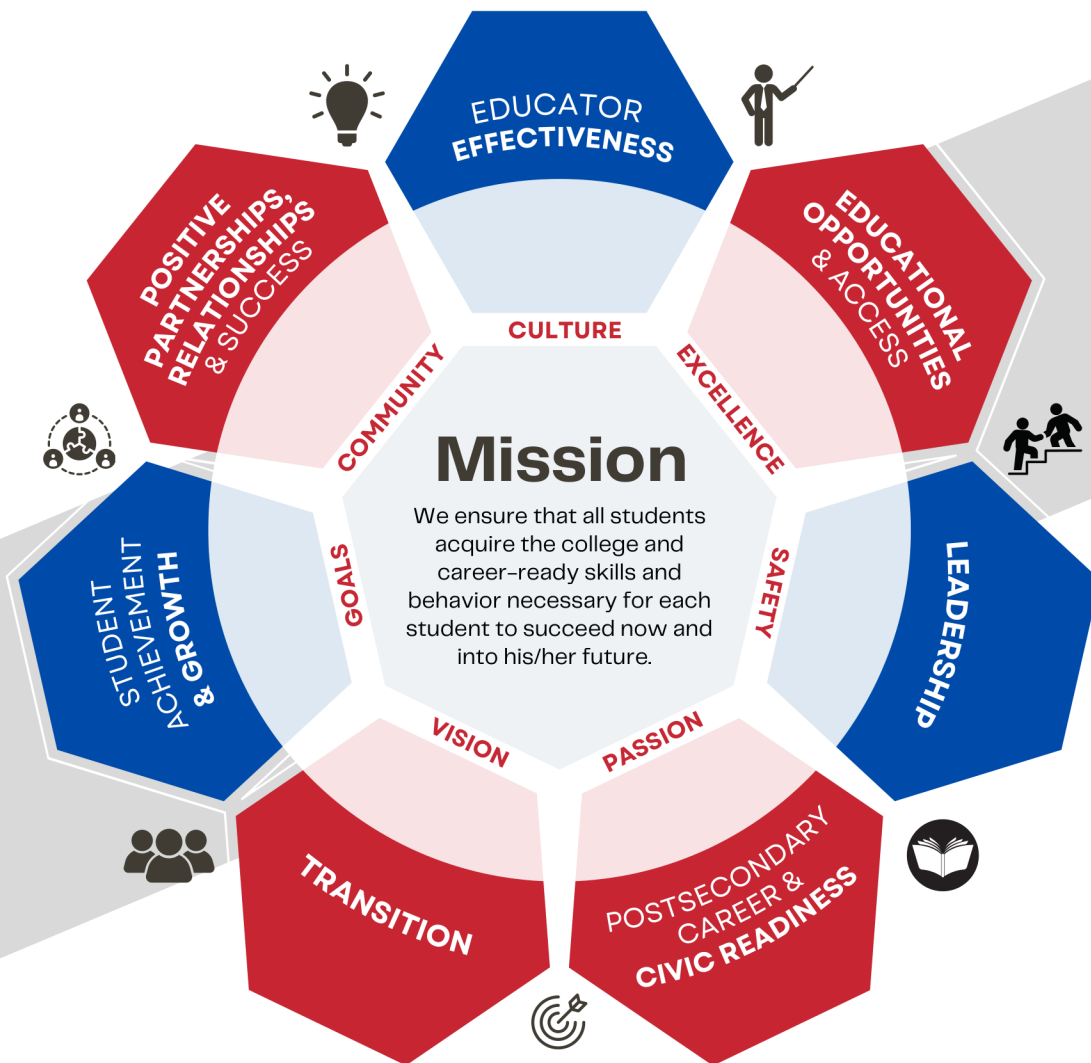 EDUCATOR
EFFECTIVENESS
EDUCATIONAL
OPPORTUNITIES
& ACCESS
LEADERSHIP
POSTSECONDARY
CAREER &
CIVIC READINESS
TRANSITION
STUDENT
ACHIEVEMENT
& GROWTH
POSITIVE
PARTNERSHIPS,
RELATIONSHIPS
& SUCCESS
CULTURE
EXCELLENCE
SAFETY
PASSION
VISION
GOALS
COMMUNITY
Mission
We ensure that all students
acquire the college and
career-ready skills and
behavior necessary for each
student to succeed now and
into his/her future.